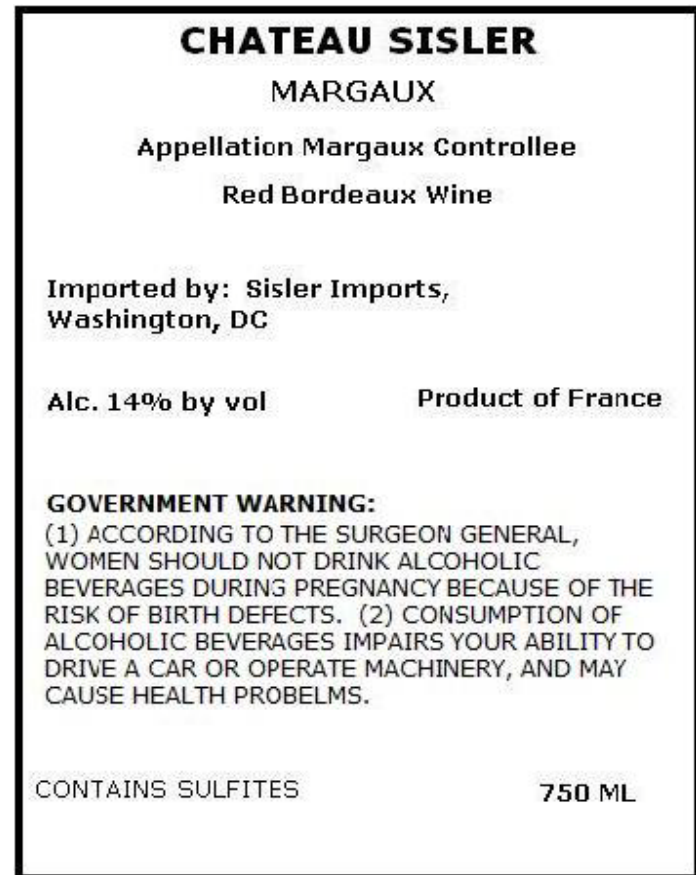 CHATEAU SISLER
MARGAUX
Appellation Margaux Controllee
Red Bordeaux Wine
Imported by: Sisler Imports,
Washington, DC
Alc. 14% by vol
Product of France
GOVERNMENT WARNING:
(1) ACCORDING TO THE SURGEON GENERAL,
WOMEN SHOULD NOT DRINK ALCOHOLIC
BEVERAGES DURING PREGNANCY BECAUSE OF THE
RISK OF BIRTH DEFECTS. (2) CONSUMPTION OF
ALCOHOLIC BEVERAGES IMPAIRS YOUR ABILITY TO
DRIVE A CAR OR OPERATE MACHINERY, AND MAY
CAUSE HEALTH PROBELMS.
CONTAINS SULFITES
750 ML